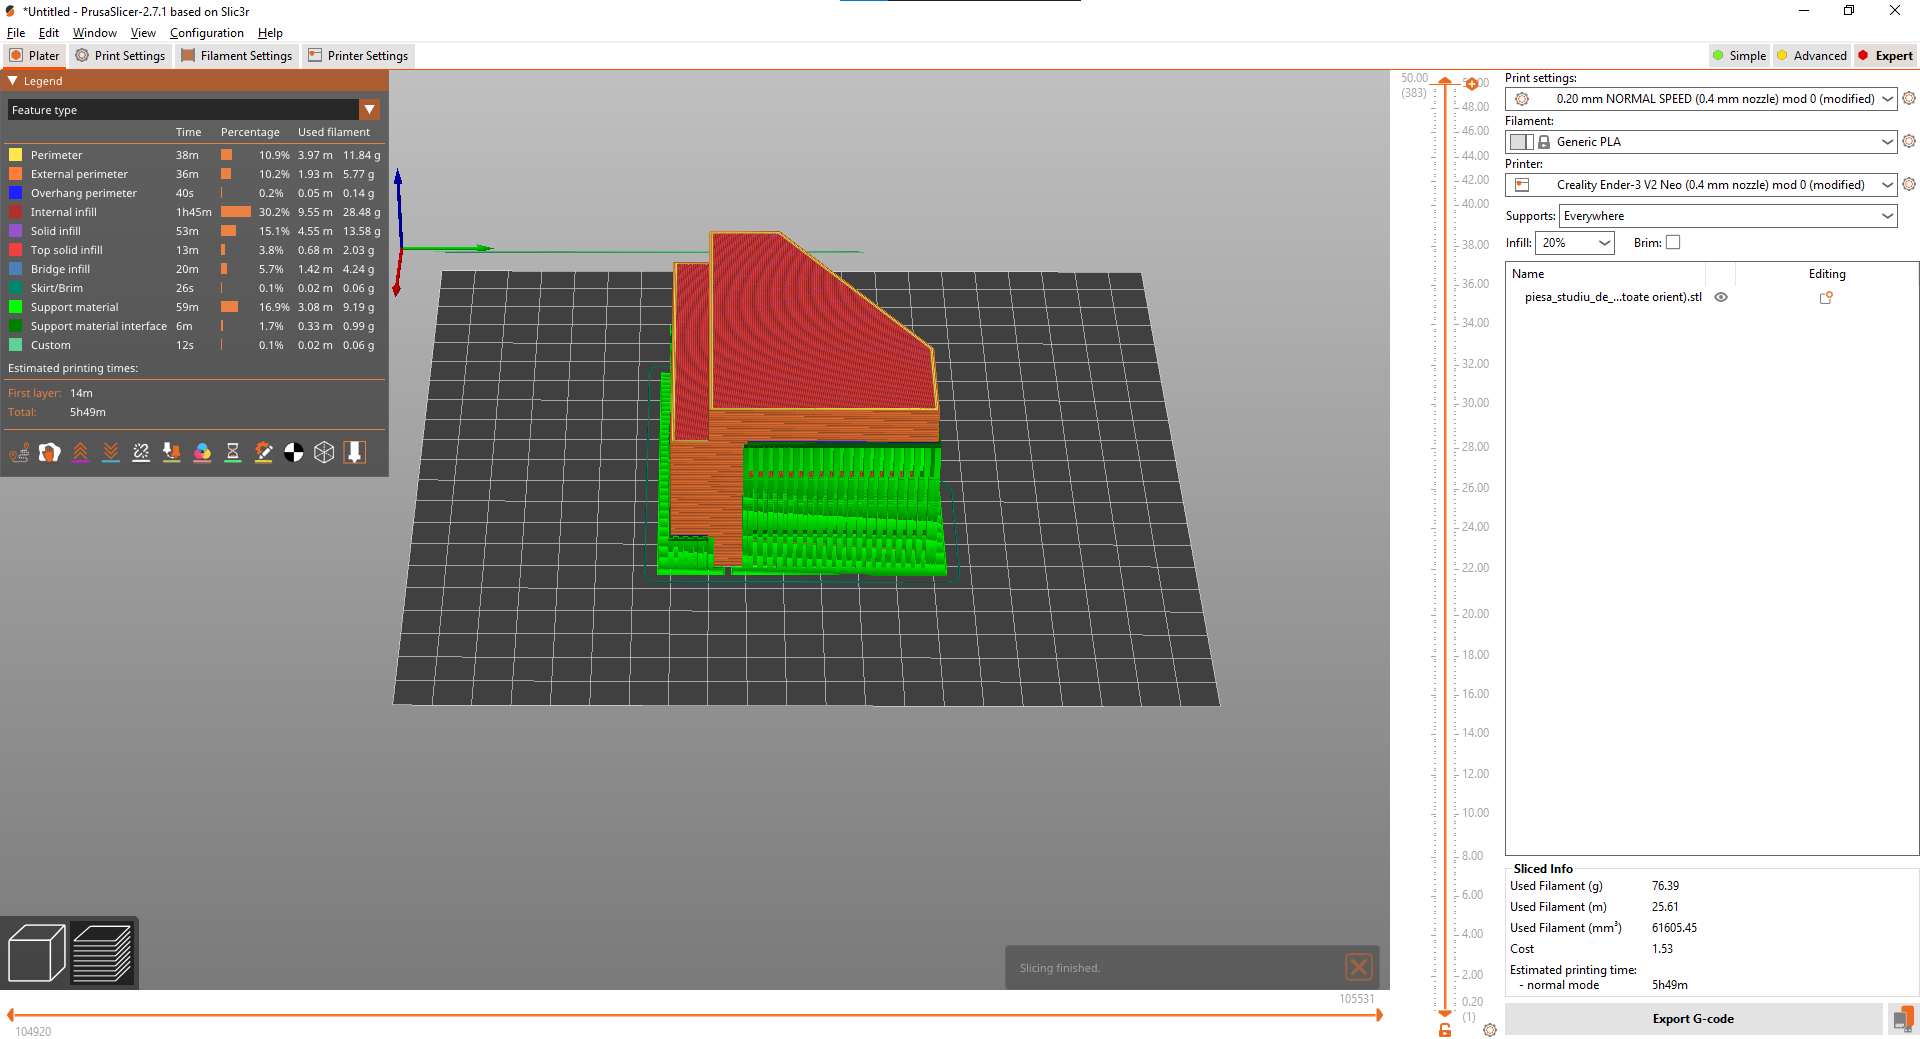 *Untitled - PrusaSlicer-2.7.1 based on Slic3r
File Edit Window View Configuration Help
Plater Print Settings Filament Settings Printer Settings
Simple Advanced Expert
Legend
Feature type
Time Percentage Used filament
Perimeter 38m 10.9% 3.97 m 11.84 g
External perimeter 36m 10.2% 1.93 m 5.77 g
Overhang perimeter 40s 0.2% 0.05 m 0.14 g
Internal infill 1h45m 30.2% 9.55 m 28.48 g
Solid infill 53m 15.1% 4.55 m 13.58 g
Top solid infill 13m 3.8% 0.68 m 2.03 g
Bridge infill 20m 5.7% 1.42 m 4.24 g
Skirt/Brim 26s 0.1% 0.02 m 0.06 g
Support material 59m 16.9% 3.08 m 9.19 g
Support material interface 6m 1.7% 0.33 m 0.99 g
Custom 12s 0.1% 0.02 m 0.06 g
Estimated printing times:
First layer: 14m
Total: 5h49m
Slicing finished.
105531
104920
50.00
(383)
48.00
46.00
44.00
42.00
40.00
38.00
36.00
34.00
32.00
30.00
28.00
26.00
24.00
22.00
20.00
18.00
16.00
14.00
12.00
10.00
8.00
6.00
4.00
2.00
0.20
(1)
Print settings:
0.20 mm NORMAL SPEED (0.4 mm nozzle) mod 0 (modified)
Filament:
Generic PLA
Printer:
Creality Ender-3 V2 Neo (0.4 mm nozzle) mod 0 (modified)
Supports: Everywhere
Infill: 20% Brim:
Name Editing
piesa_studiu_de_...toate orient).stl
Sliced Info
Used Filament (g) 76.39
Used Filament (m) 25.61
Used Filament (mm³) 61605.45
Cost 1.53
Estimated printing time:
- normal mode 5h49m
Export G-code